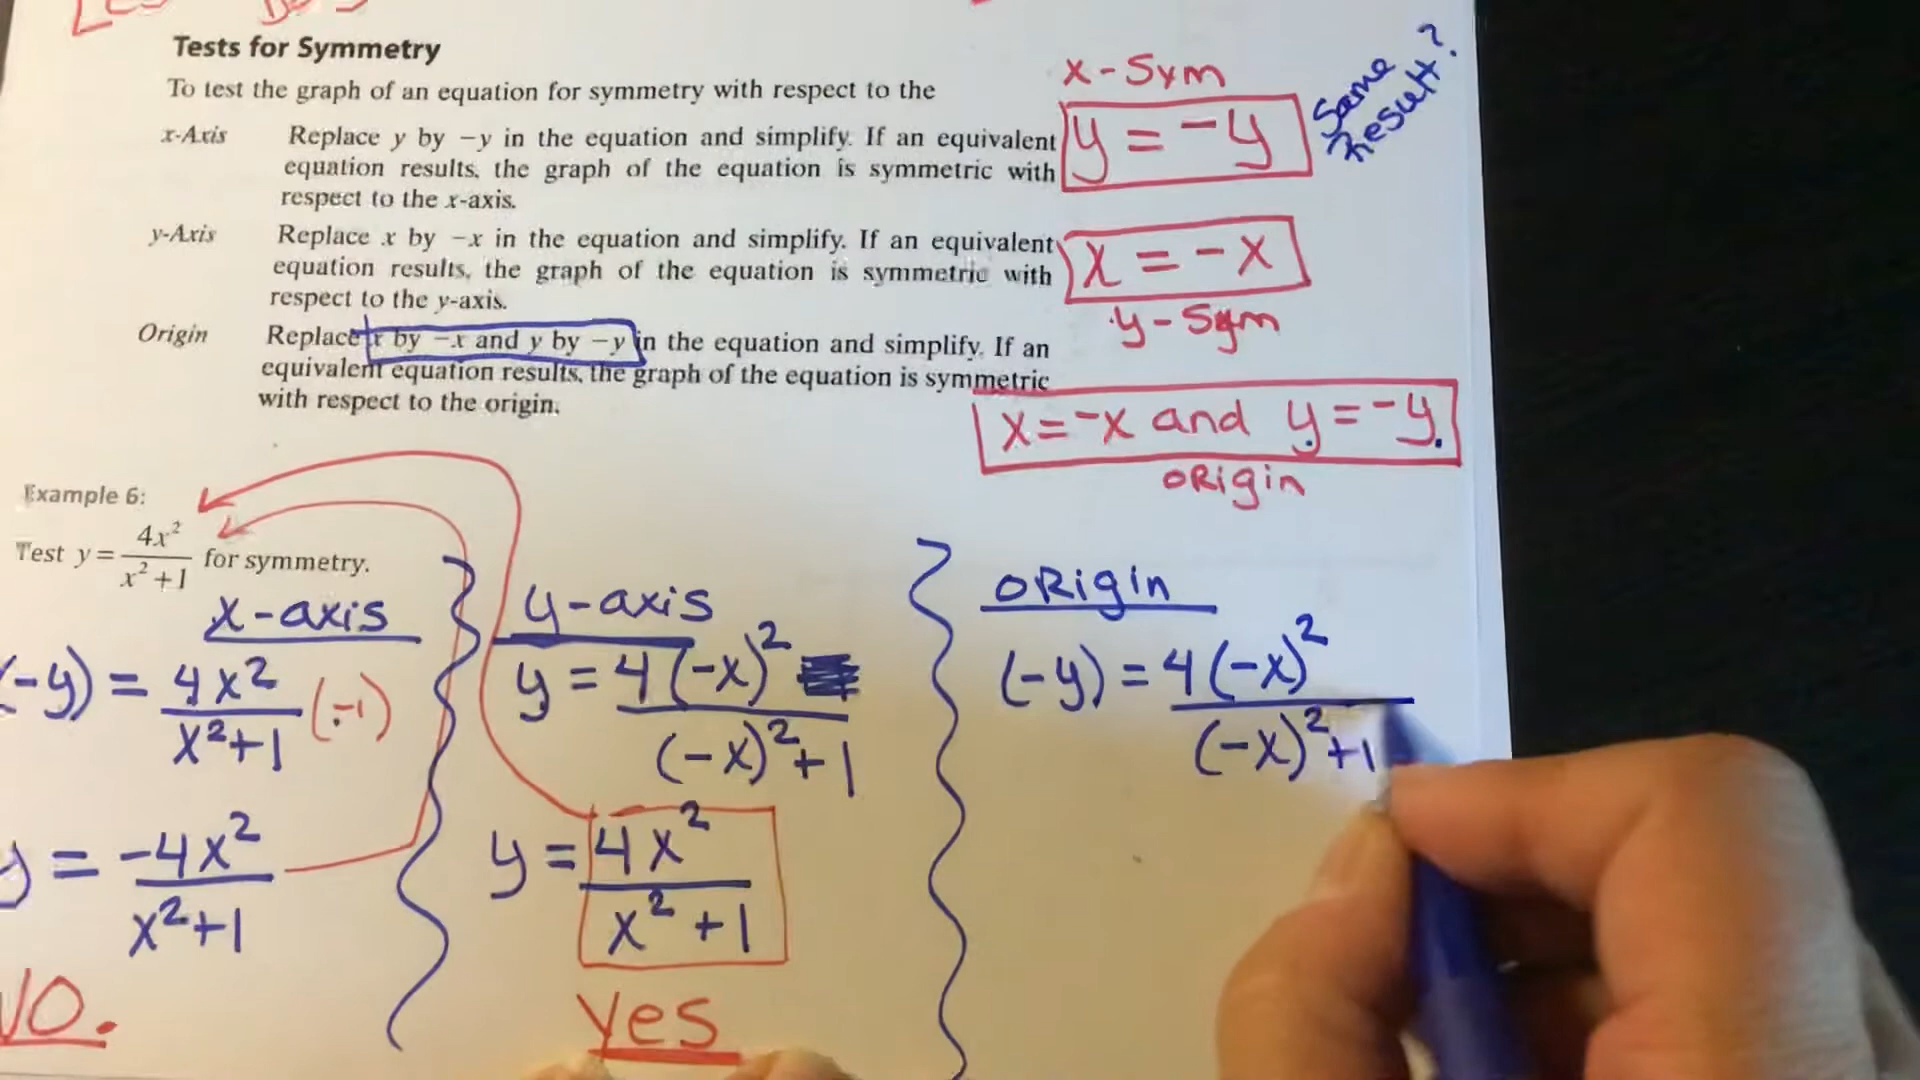 Tests for Symmetry
To test the graph of an equation for symmetry with respect to the
x-Axis Replace y by −y in the equation and simplify. If an equivalent
equation results, the graph of the equation is symmetric with
respect to the x-axis.
y-Axis Replace x by −x in the equation and simplify. If an equivalent
equation results, the graph of the equation is symmetric with
respect to the y-axis.
Origin Replace x by −x and y by −y in the equation and simplify. If an
equivalent equation results, the graph of the equation is symmetric
with respect to the origin.
x-Sym
y = -y
Same
Result?
x = -x
y-Sym
x=-x and y=-y.
ORigin
Example 6:
Test y = 4x²/(x²+1) for symmetry.
x-axis
(-y) = 4x²/(x²+1) (-1)
y = -4x²/(x²+1)
NO.
y-axis
y = 4(-x)²/((-x)²+1)
y = 4x²/(x²+1)
Yes
ORigin
(-y) = 4(-x)²/((-x)²+1)